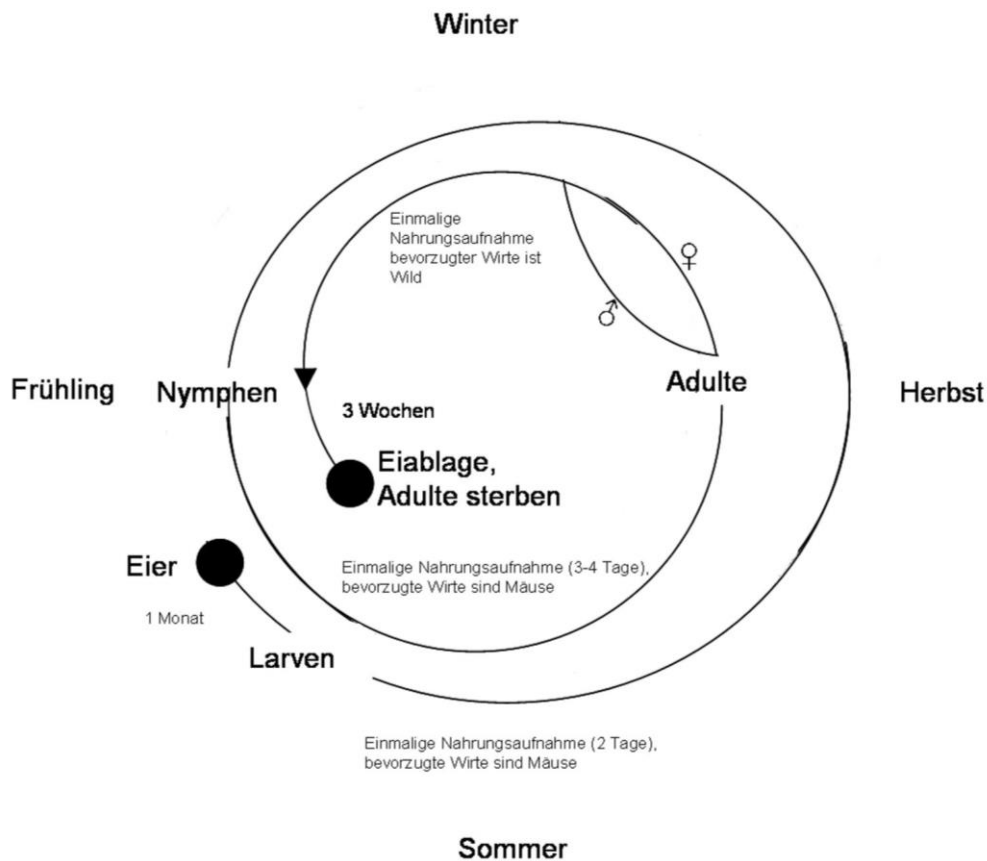 Winter
Einmalige
Nahrungsaufnahme
bevorzugter Wirte ist
Wild
♀
♂
Frühling
Nymphen
Adulte
Herbst
3 Wochen
Eiablage,
Adulte sterben
Eier
Einmalige Nahrungsaufnahme (3-4 Tage),
bevorzugte Wirte sind Mäuse
1 Monat
Larven
Einmalige Nahrungsaufnahme (2 Tage),
bevorzugte Wirte sind Mäuse
Sommer